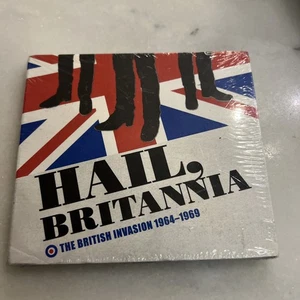 HAIL,
BRITANNIA
THE BRITISH INVASION 1964–1969